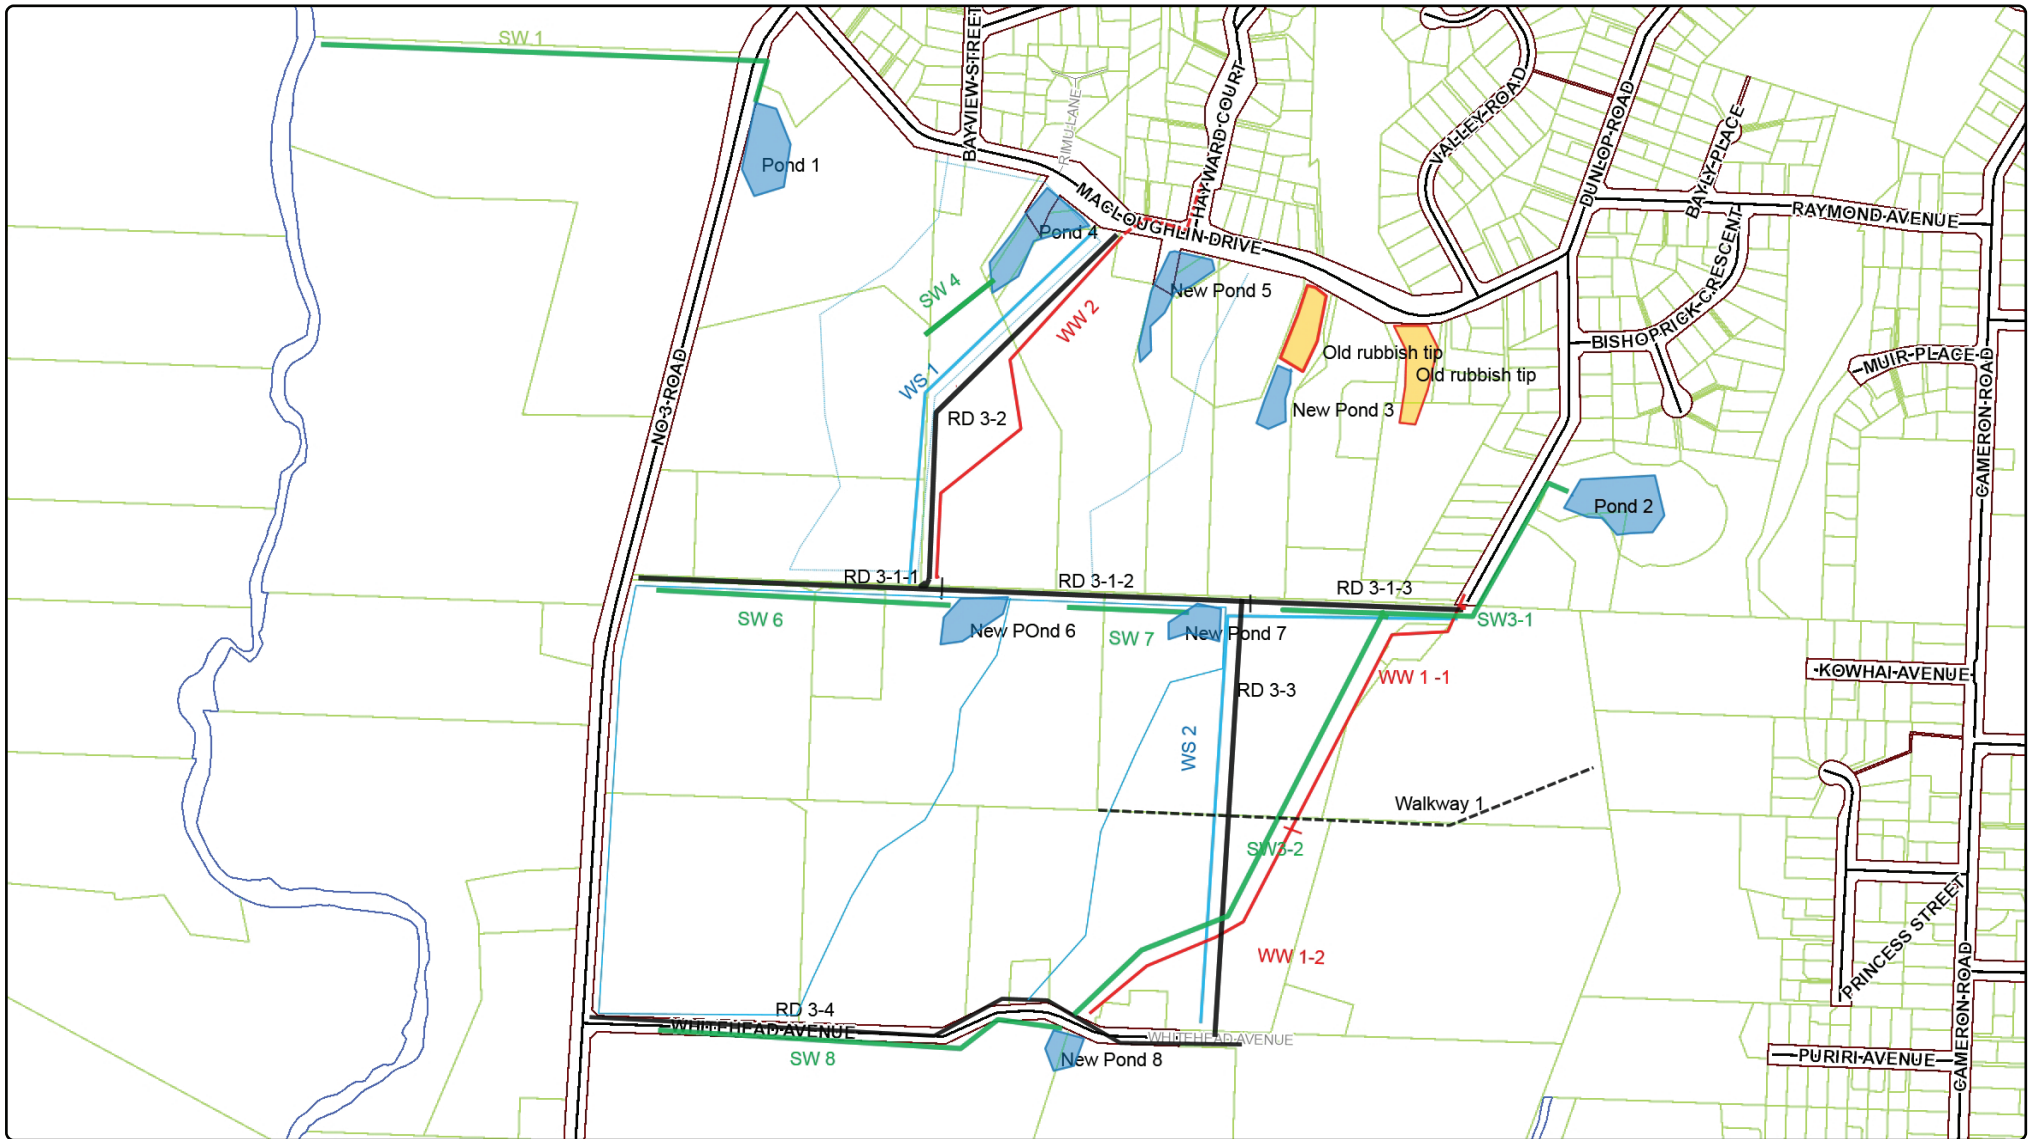 SW 1
BAYVIEW-STREET
RIMU-LANE
HAYWARD-COURT
VALLEY-ROAD
DUNLOP-ROAD
BAYLY-PLACE
Pond 1
MACLOUGHLIN-DRIVE
RAYMOND-AVENUE
Pond 4
New Pond 5
SW 4
WW 2
BISHOPRICK-CRESCENT
MUIR-PLACE
Old rubbish tip
Old rubbish tip
WS 1
NO-3-ROAD
RD 3-2
New Pond 3
CAMERON-ROAD
Pond 2
RD 3-1-1
RD 3-1-2
RD 3-1-3
SW 6
New POnd 6
SW 7
New Pond 7
SW3-1
WW 1 -1
KOWHAI-AVENUE
RD 3-3
WS 2
Walkway 1
SW3-2
WW 1-2
PRINCESS STREET
RD 3-4
WHITEHEAD-AVENUE
WHITEHEAD-AVENUE
SW 8
New Pond 8
PURIRI-AVENUE
CAMERON-ROAD